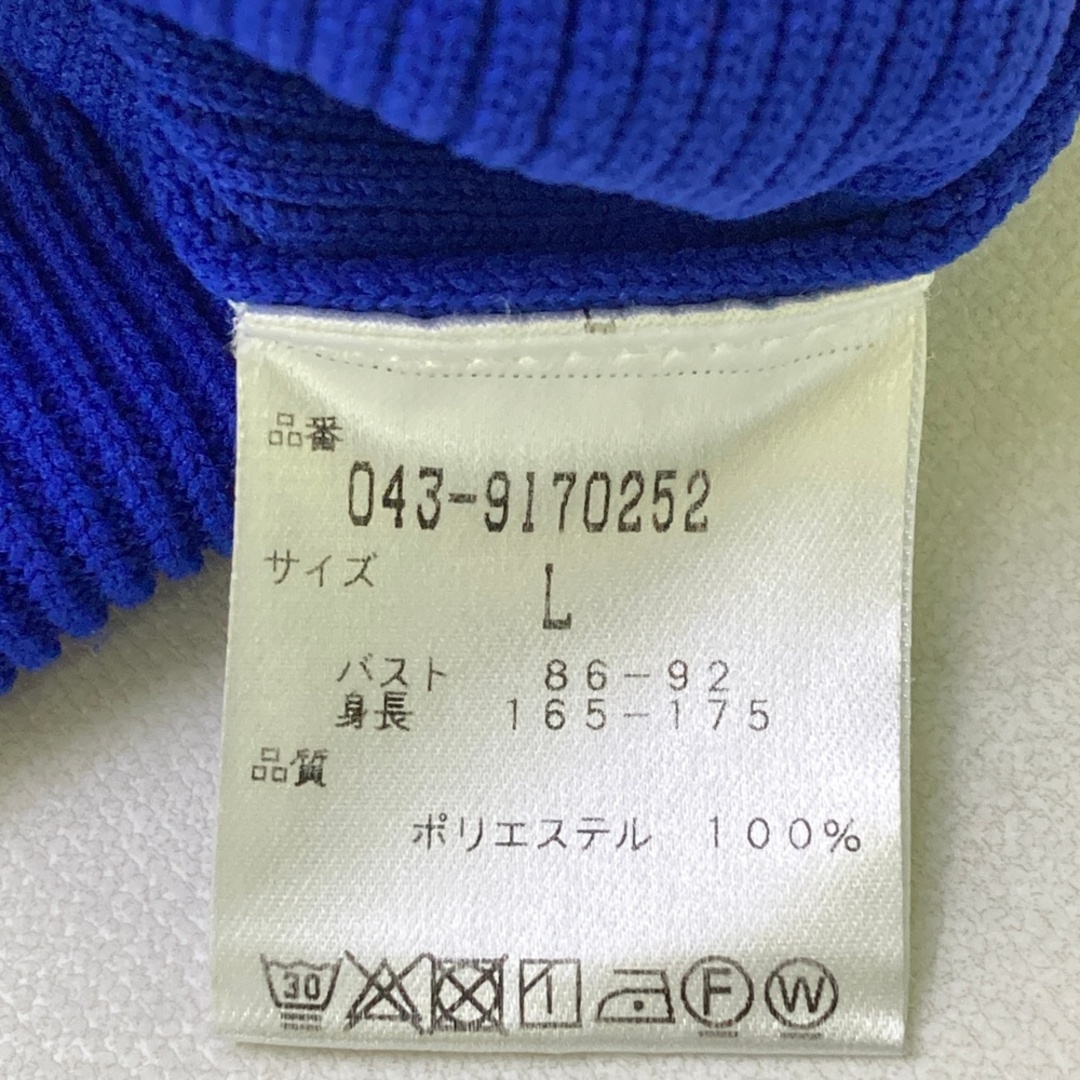 品番
043-9170252
サイズ
L
バスト 86-92
身長 165-175
品質
ポリエステル 100%
30 F W